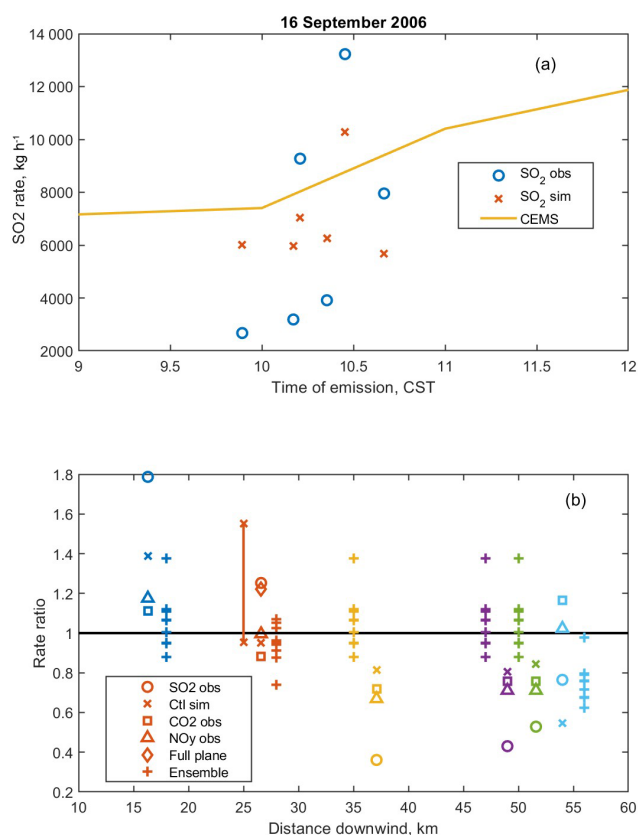 16 September 2006
14 000
12 000
10 000
8000
6000
4000
2000
SO2 rate, kg h-1
(a)
SO2 obs
SO2 sim
CEMS
9
9.5
10
10.5
11
11.5
12
Time of emission, CST
1.8
1.6
1.4
1.2
1
0.8
0.6
0.4
0.2
Rate ratio
(b)
SO2 obs
Ctl sim
CO2 obs
NOy obs
Full plane
Ensemble
10
15
20
25
30
35
40
45
50
55
60
Distance downwind, km